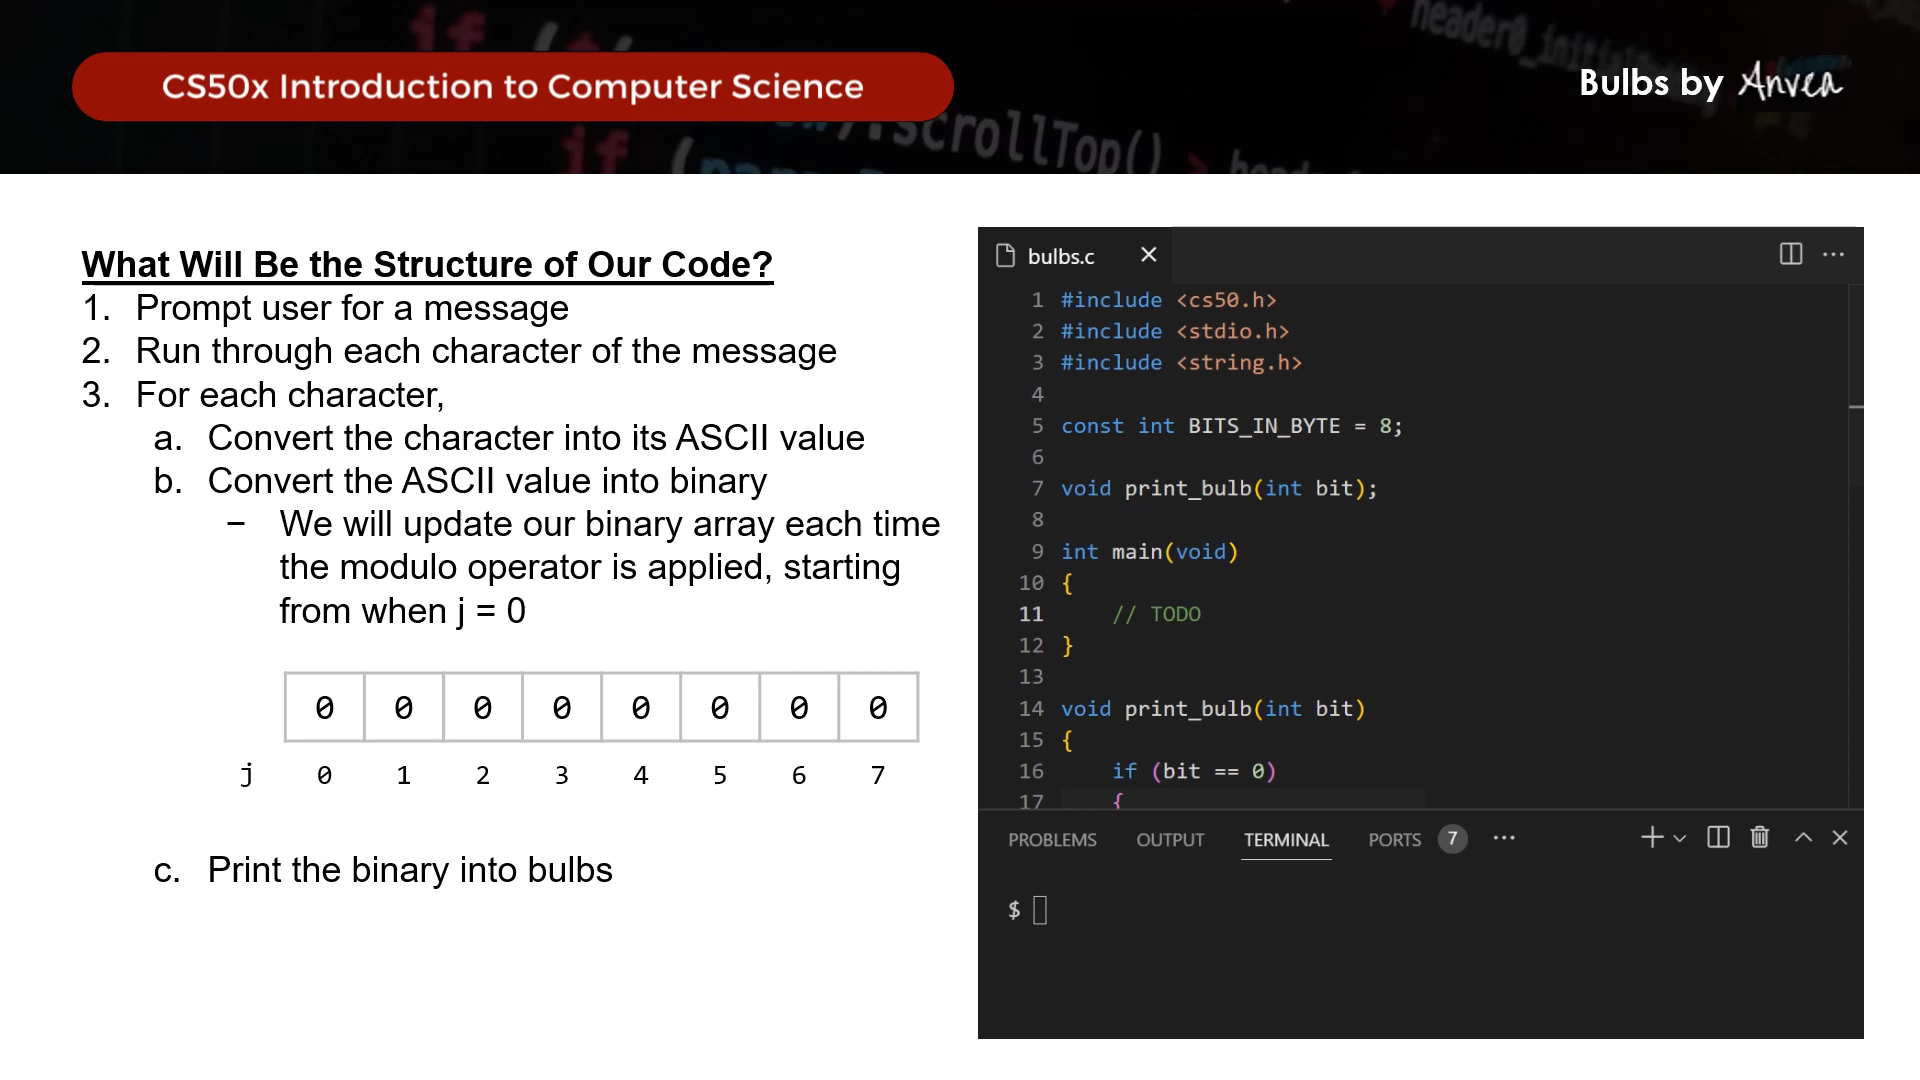 CS50x Introduction to Computer Science
Bulbs by Anvea
if (
header0_initi
if (
.scrollTop() >
What Will Be the Structure of Our Code?
1. Prompt user for a message
2. Run through each character of the message
3. For each character,
a. Convert the character into its ASCII value
b. Convert the ASCII value into binary
– We will update our binary array each time
the modulo operator is applied, starting
from when j = 0
0 0 0 0 0 0 0 0
j 0 1 2 3 4 5 6 7
c. Print the binary into bulbs
bulbs.c
1 #include <cs50.h>
2 #include <stdio.h>
3 #include <string.h>
4
5 const int BITS_IN_BYTE = 8;
6
7 void print_bulb(int bit);
8
9 int main(void)
10 {
11 // TODO
12 }
13
14 void print_bulb(int bit)
15 {
16 if (bit == 0)
17 {
PROBLEMS OUTPUT TERMINAL PORTS 7 ···
$